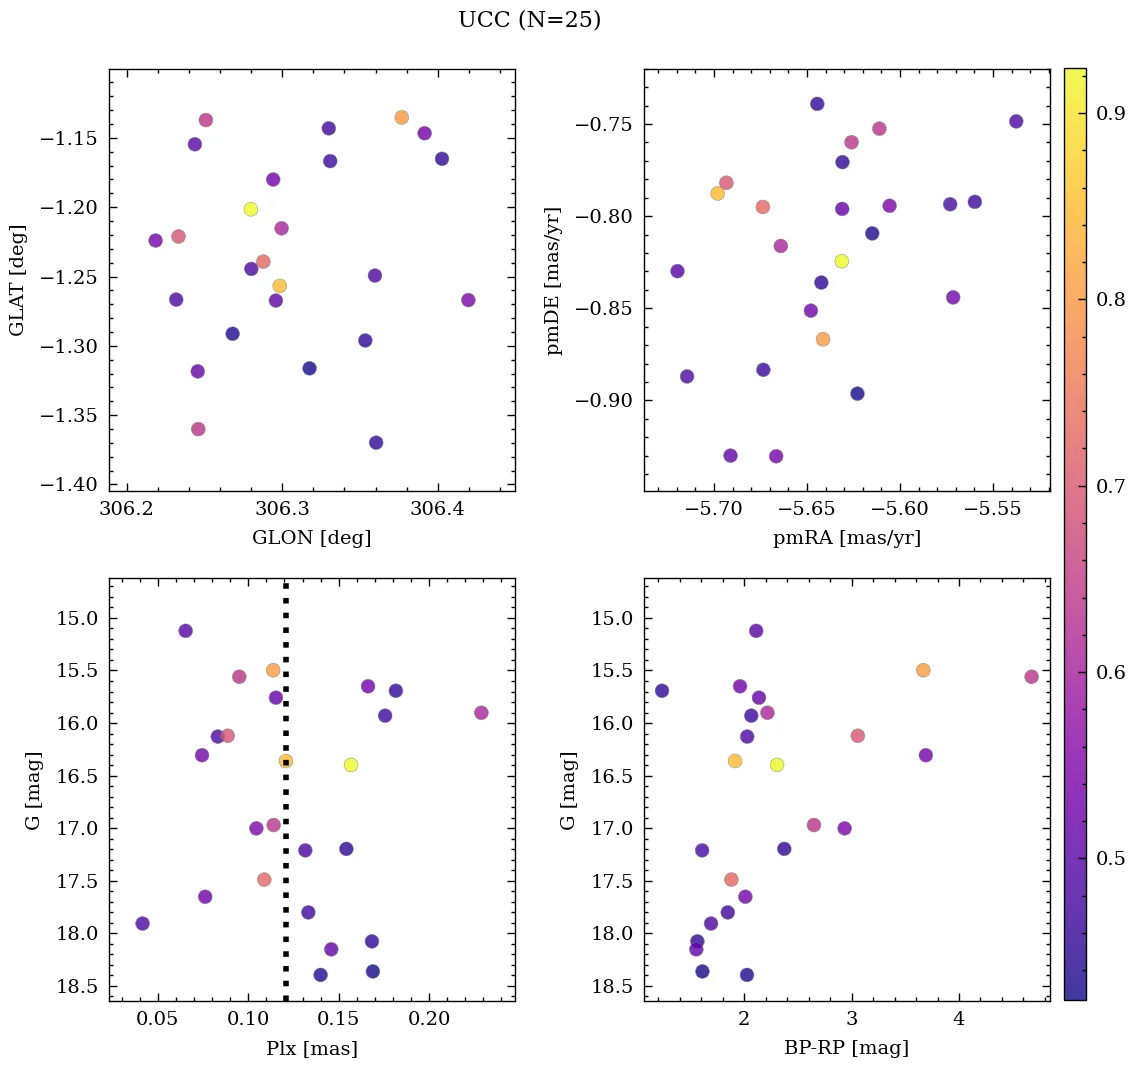 UCC (N=25)
−1.15
−1.20
−1.25
−1.30
−1.35
−1.40
GLAT [deg]
306.2 306.3 306.4
GLON [deg]
−0.75
−0.80
−0.85
−0.90
pmDE [mas/yr]
−5.70 −5.65 −5.60 −5.55
pmRA [mas/yr]
0.9
0.8
0.7
0.6
0.5
15.0
15.5
16.0
16.5
17.0
17.5
18.0
18.5
G [mag]
0.05 0.10 0.15 0.20
Plx [mas]
15.0
15.5
16.0
16.5
17.0
17.5
18.0
18.5
G [mag]
2 3 4
BP-RP [mag]